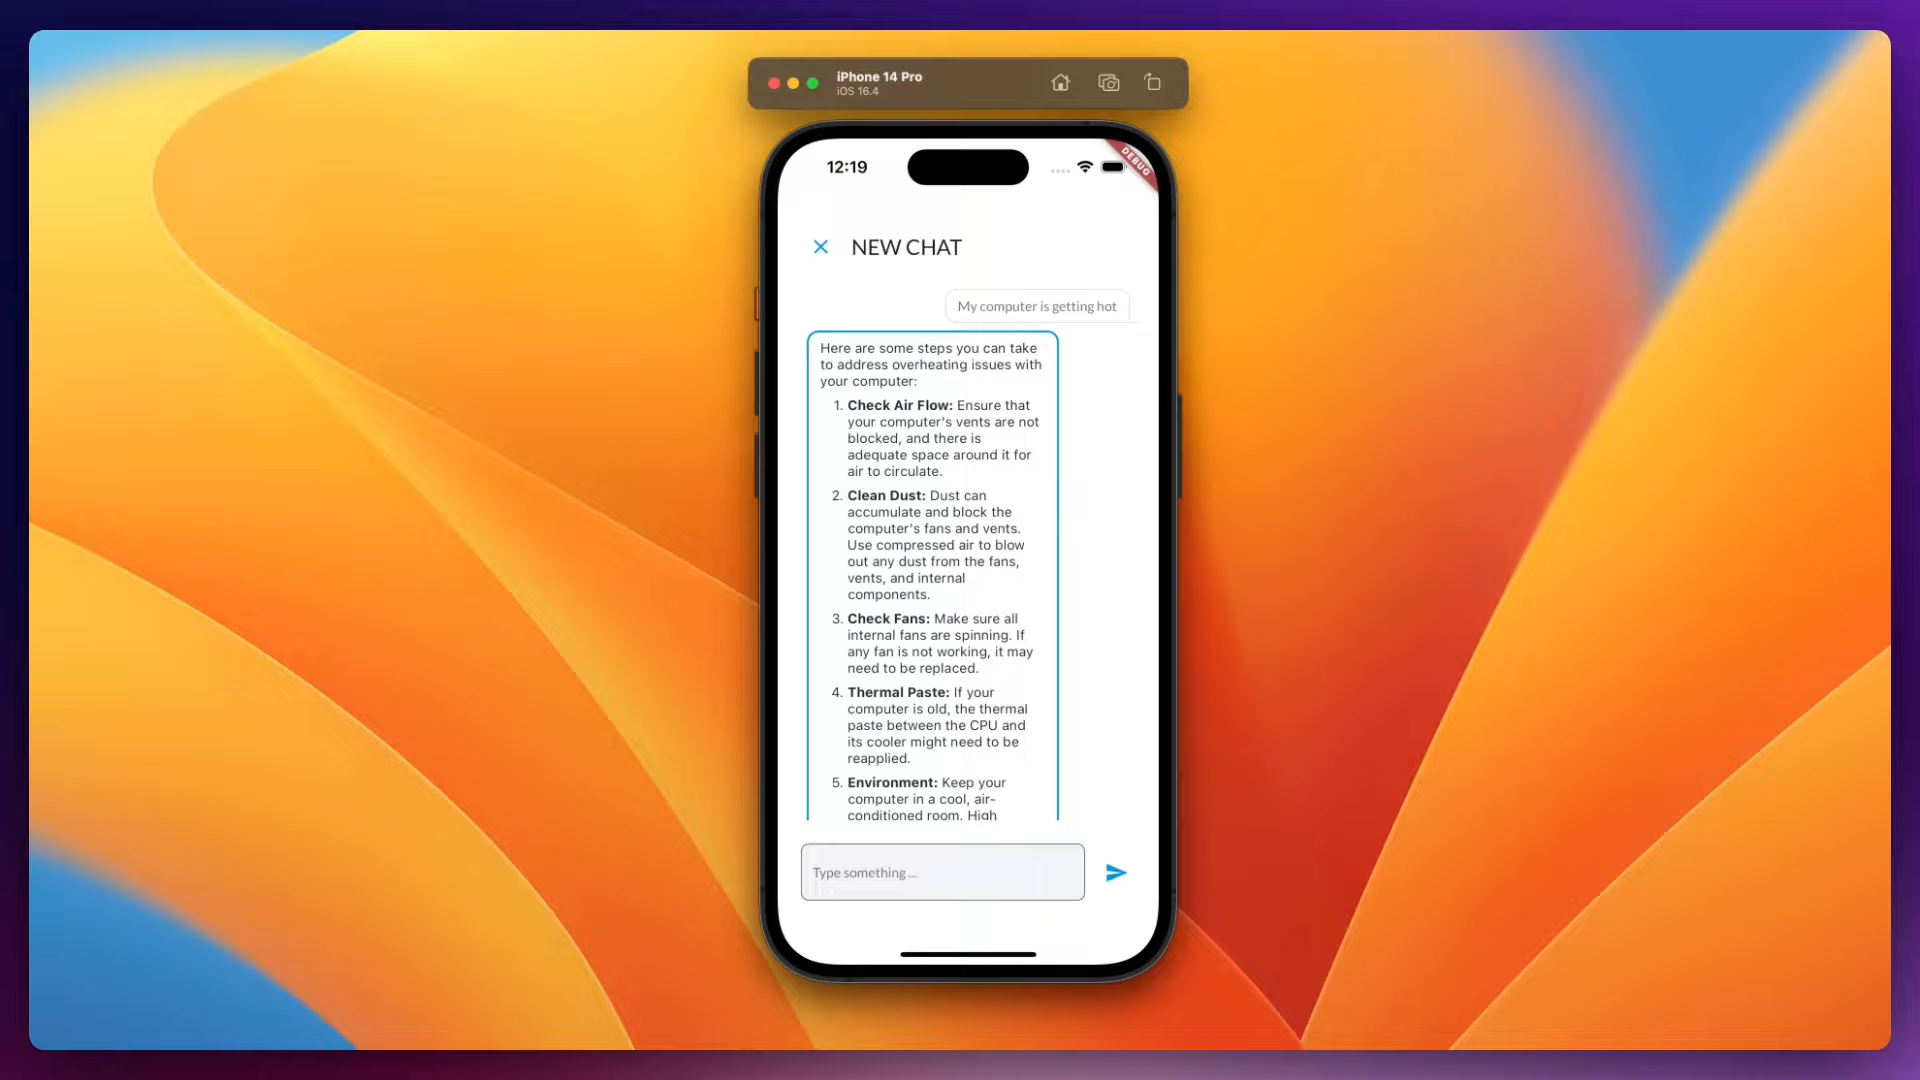 iPhone 14 Pro
iOS 16.4
12:19
DEBUG
NEW CHAT
My computer is getting hot
Here are some steps you can take
to address overheating issues with
your computer:
1. Check Air Flow: Ensure that
your computer's vents are not
blocked, and there is
adequate space around it for
air to circulate.
2. Clean Dust: Dust can
accumulate and block the
computer's fans and vents.
Use compressed air to blow
out any dust from the fans,
vents, and internal
components.
3. Check Fans: Make sure all
internal fans are spinning. If
any fan is not working, it may
need to be replaced.
4. Thermal Paste: If your
computer is old, the thermal
paste between the CPU and
its cooler might need to be
reapplied.
5. Environment: Keep your
computer in a cool, air-
conditioned room. High
Type something ...